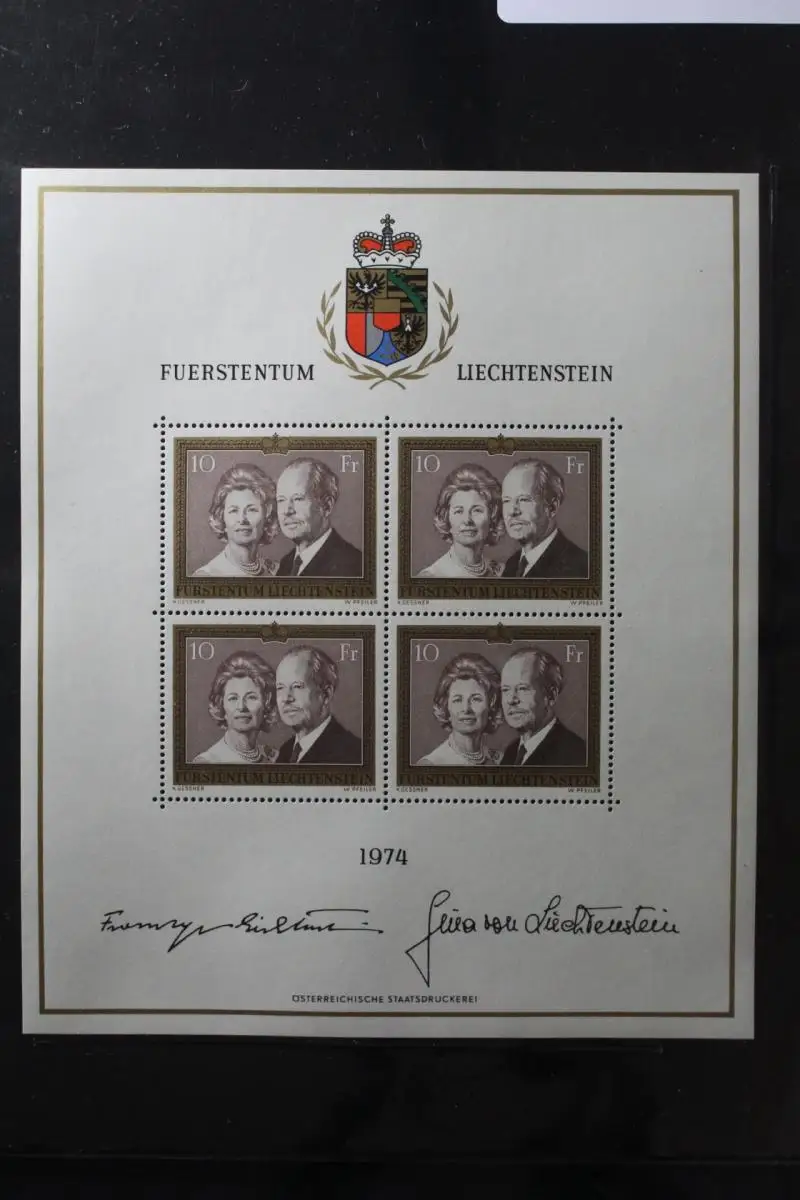 FUERSTENTUM LIECHTENSTEIN
10 Fr
FÜRSTENTUM LIECHTENSTEIN
K.GESSNER W.PFEILER
10 Fr
FÜRSTENTUM LIECHTENSTEIN
K.GESSNER W.PFEILER
10 Fr
FÜRSTENTUM LIECHTENSTEIN
K.GESSNER W.PFEILER
10 Fr
FÜRSTENTUM LIECHTENSTEIN
K.GESSNER W.PFEILER
1974
Gina von Liechtenstein
ÖSTERREICHISCHE STAATSDRUCKEREI